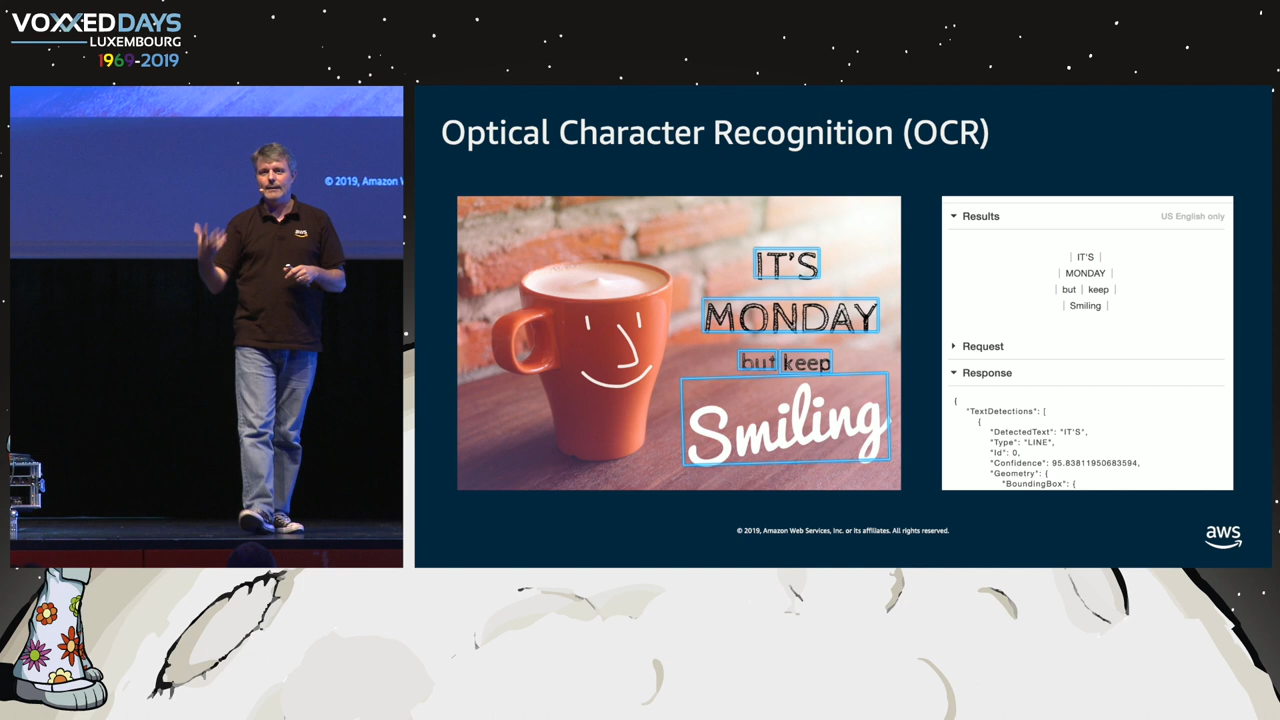 VOXXEDDAYS
LUXEMBOURG
1969-2019
© 2019, Amazon W
aws
Optical Character Recognition (OCR)
IT'S
MONDAY
but keep
Smiling
Results US English only
| IT'S |
| MONDAY |
| but | keep |
| Smiling |
Request
Response
{
"TextDetections": [
{
"DetectedText": "IT'S",
"Type": "LINE",
"Id": 0,
"Confidence": 95.83811950683594,
"Geometry": {
"BoundingBox": {
© 2019, Amazon Web Services, Inc. or its affiliates. All rights reserved.
aws